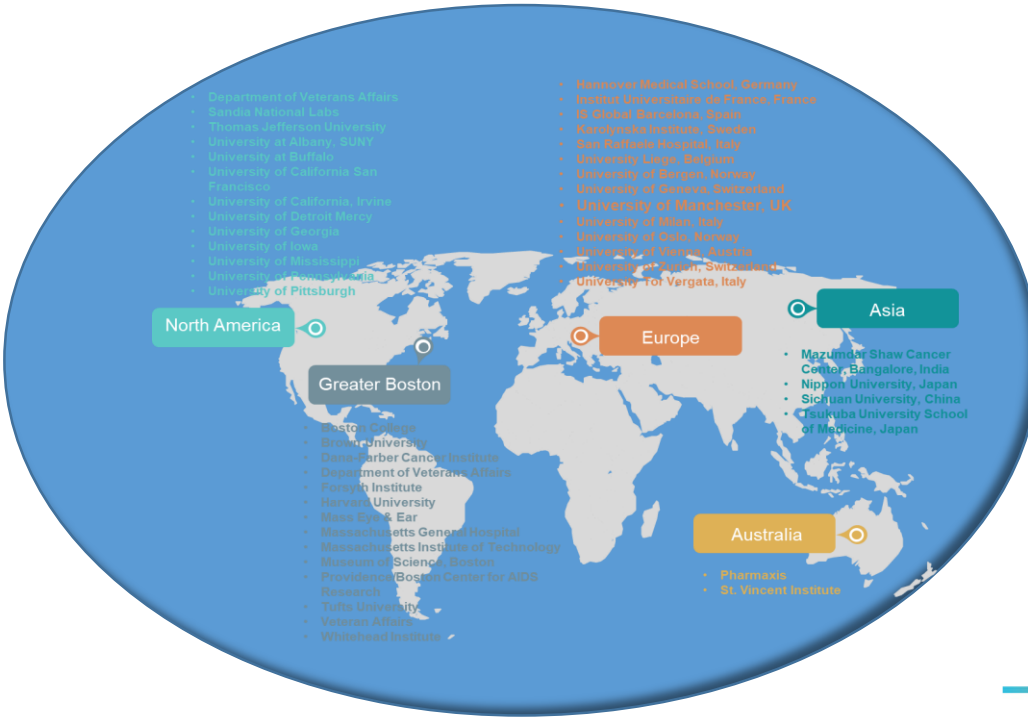 • Department of Veterans Affairs
• Sandia National Labs
• Thomas Jefferson University
• University at Albany, SUNY
• University at Buffalo
• University of California San
Francisco
• University of California, Irvine
• University of Detroit Mercy
• University of Georgia
• University of Iowa
• University of Mississippi
• University of Pennsylvania
• University of Pittsburgh
North America
• Hannover Medical School, Germany
• Institut Universitaire de France, France
• IS Global Barcelona, Spain
• Karolynska Institute, Sweden
• San Raffaele Hospital, Italy
• University Liege, Belgium
• University of Bergen, Norway
• University of Geneva, Switzerland
• University of Manchester, UK
• University of Milan, Italy
• University of Oslo, Norway
• University of Vienna, Austria
• University of Zurich, Switzerland
• University Tor Vergata, Italy
Europe
Asia
• Mazumdar Shaw Cancer
Center, Bangalore, India
• Nippon University, Japan
• Sichuan University, China
• Tsukuba University School
of Medicine, Japan
Greater Boston
• Boston College
• Brown University
• Dana-Farber Cancer Institute
• Department of Veterans Affairs
• Forsyth Institute
• Harvard University
• Mass Eye & Ear
• Massachusetts General Hospital
• Massachusetts Institute of Technology
• Museum of Science, Boston
• Providence/Boston Center for AIDS
Research
• Tufts University
• Veteran Affairs
• Whitehead Institute
Australia
• Pharmaxis
• St. Vincent Institute